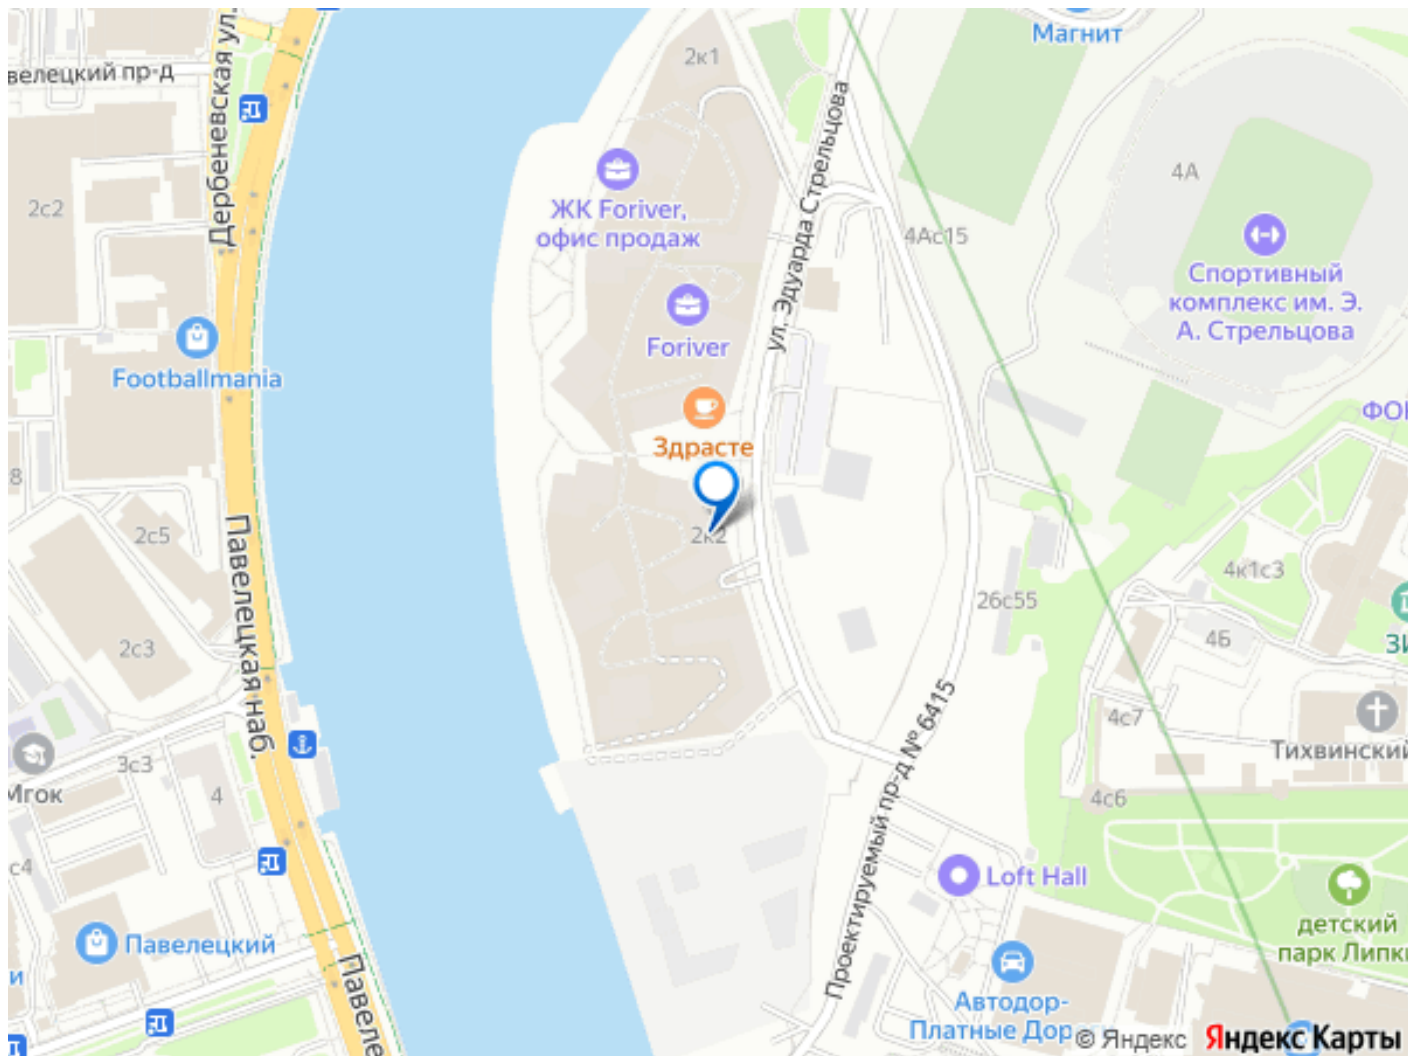 Магнит
2к1
Дербеневская ул.
велецкий пр-д
ул. Эдуарда Стрельцова
4А
2с2
ЖК Foriver,
офис продаж
4Ас15
Спортивный
комплекс им. Э.
А. Стрельцова
Foriver
Footballmania
Здрасте
8
2с5
2к2
4к1с3
26с55
4Б
2с3
Павелецкая наб.
Проектируемый пр-д № 6415
4с7
Тихвинский
3с3
Мгок
4
4с6
с4
Loft Hall
детский
парк Липки
Павелецкий
и
Автодор-
Платные Дор
© Яндекс
Яндекс Карты